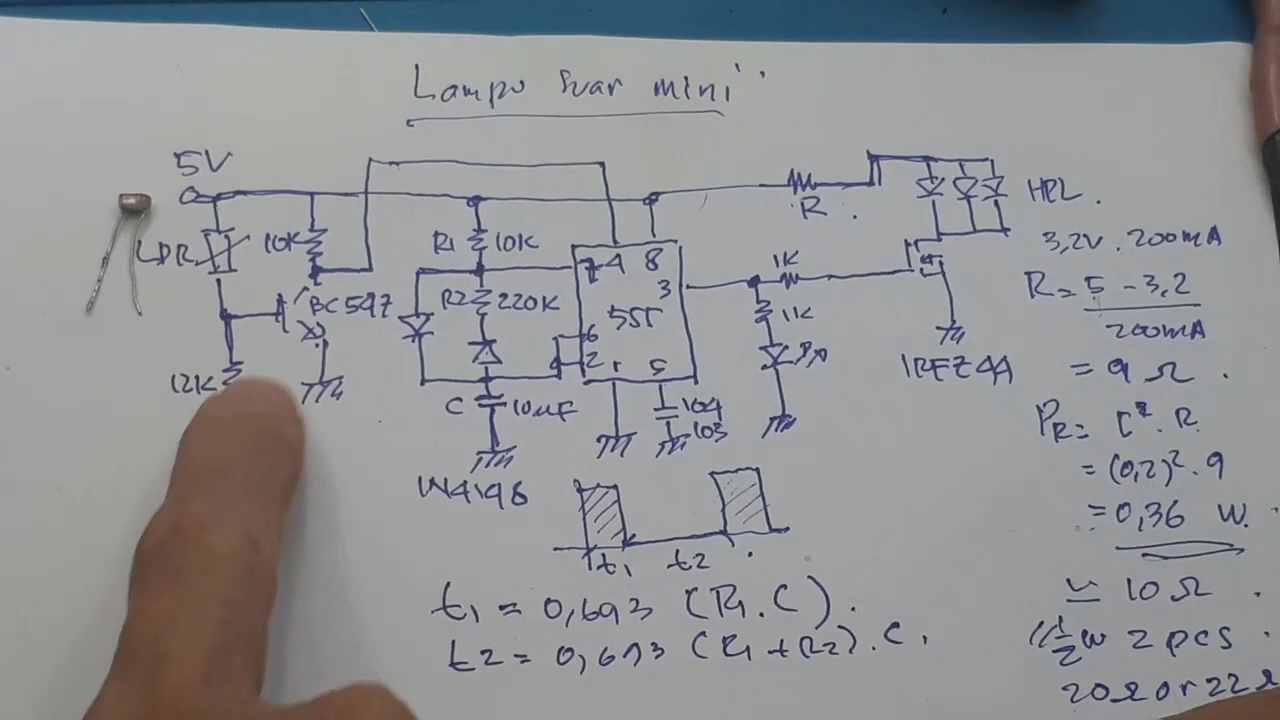 Lampu Suar mini
5V
LDR
10K
BC547
12K
R1
10K
R2
220K
7
4
8
3
555
6
2
1
5
C
10uF
104
103
IN4148
1K
1K
R
HPL
3,2V . 200mA
R = 5 - 3,2
200mA
= 9 Ω
IRFZ44
PR = I². R
= (0,2)² . 9
= 0,36 W
≃ 10 Ω
// ½w 2 pcs
20Ω or 22Ω
t1
t2
t1 = 0,693 (R1 . C) .
t2 = 0,693 (R1 + R2) . C .